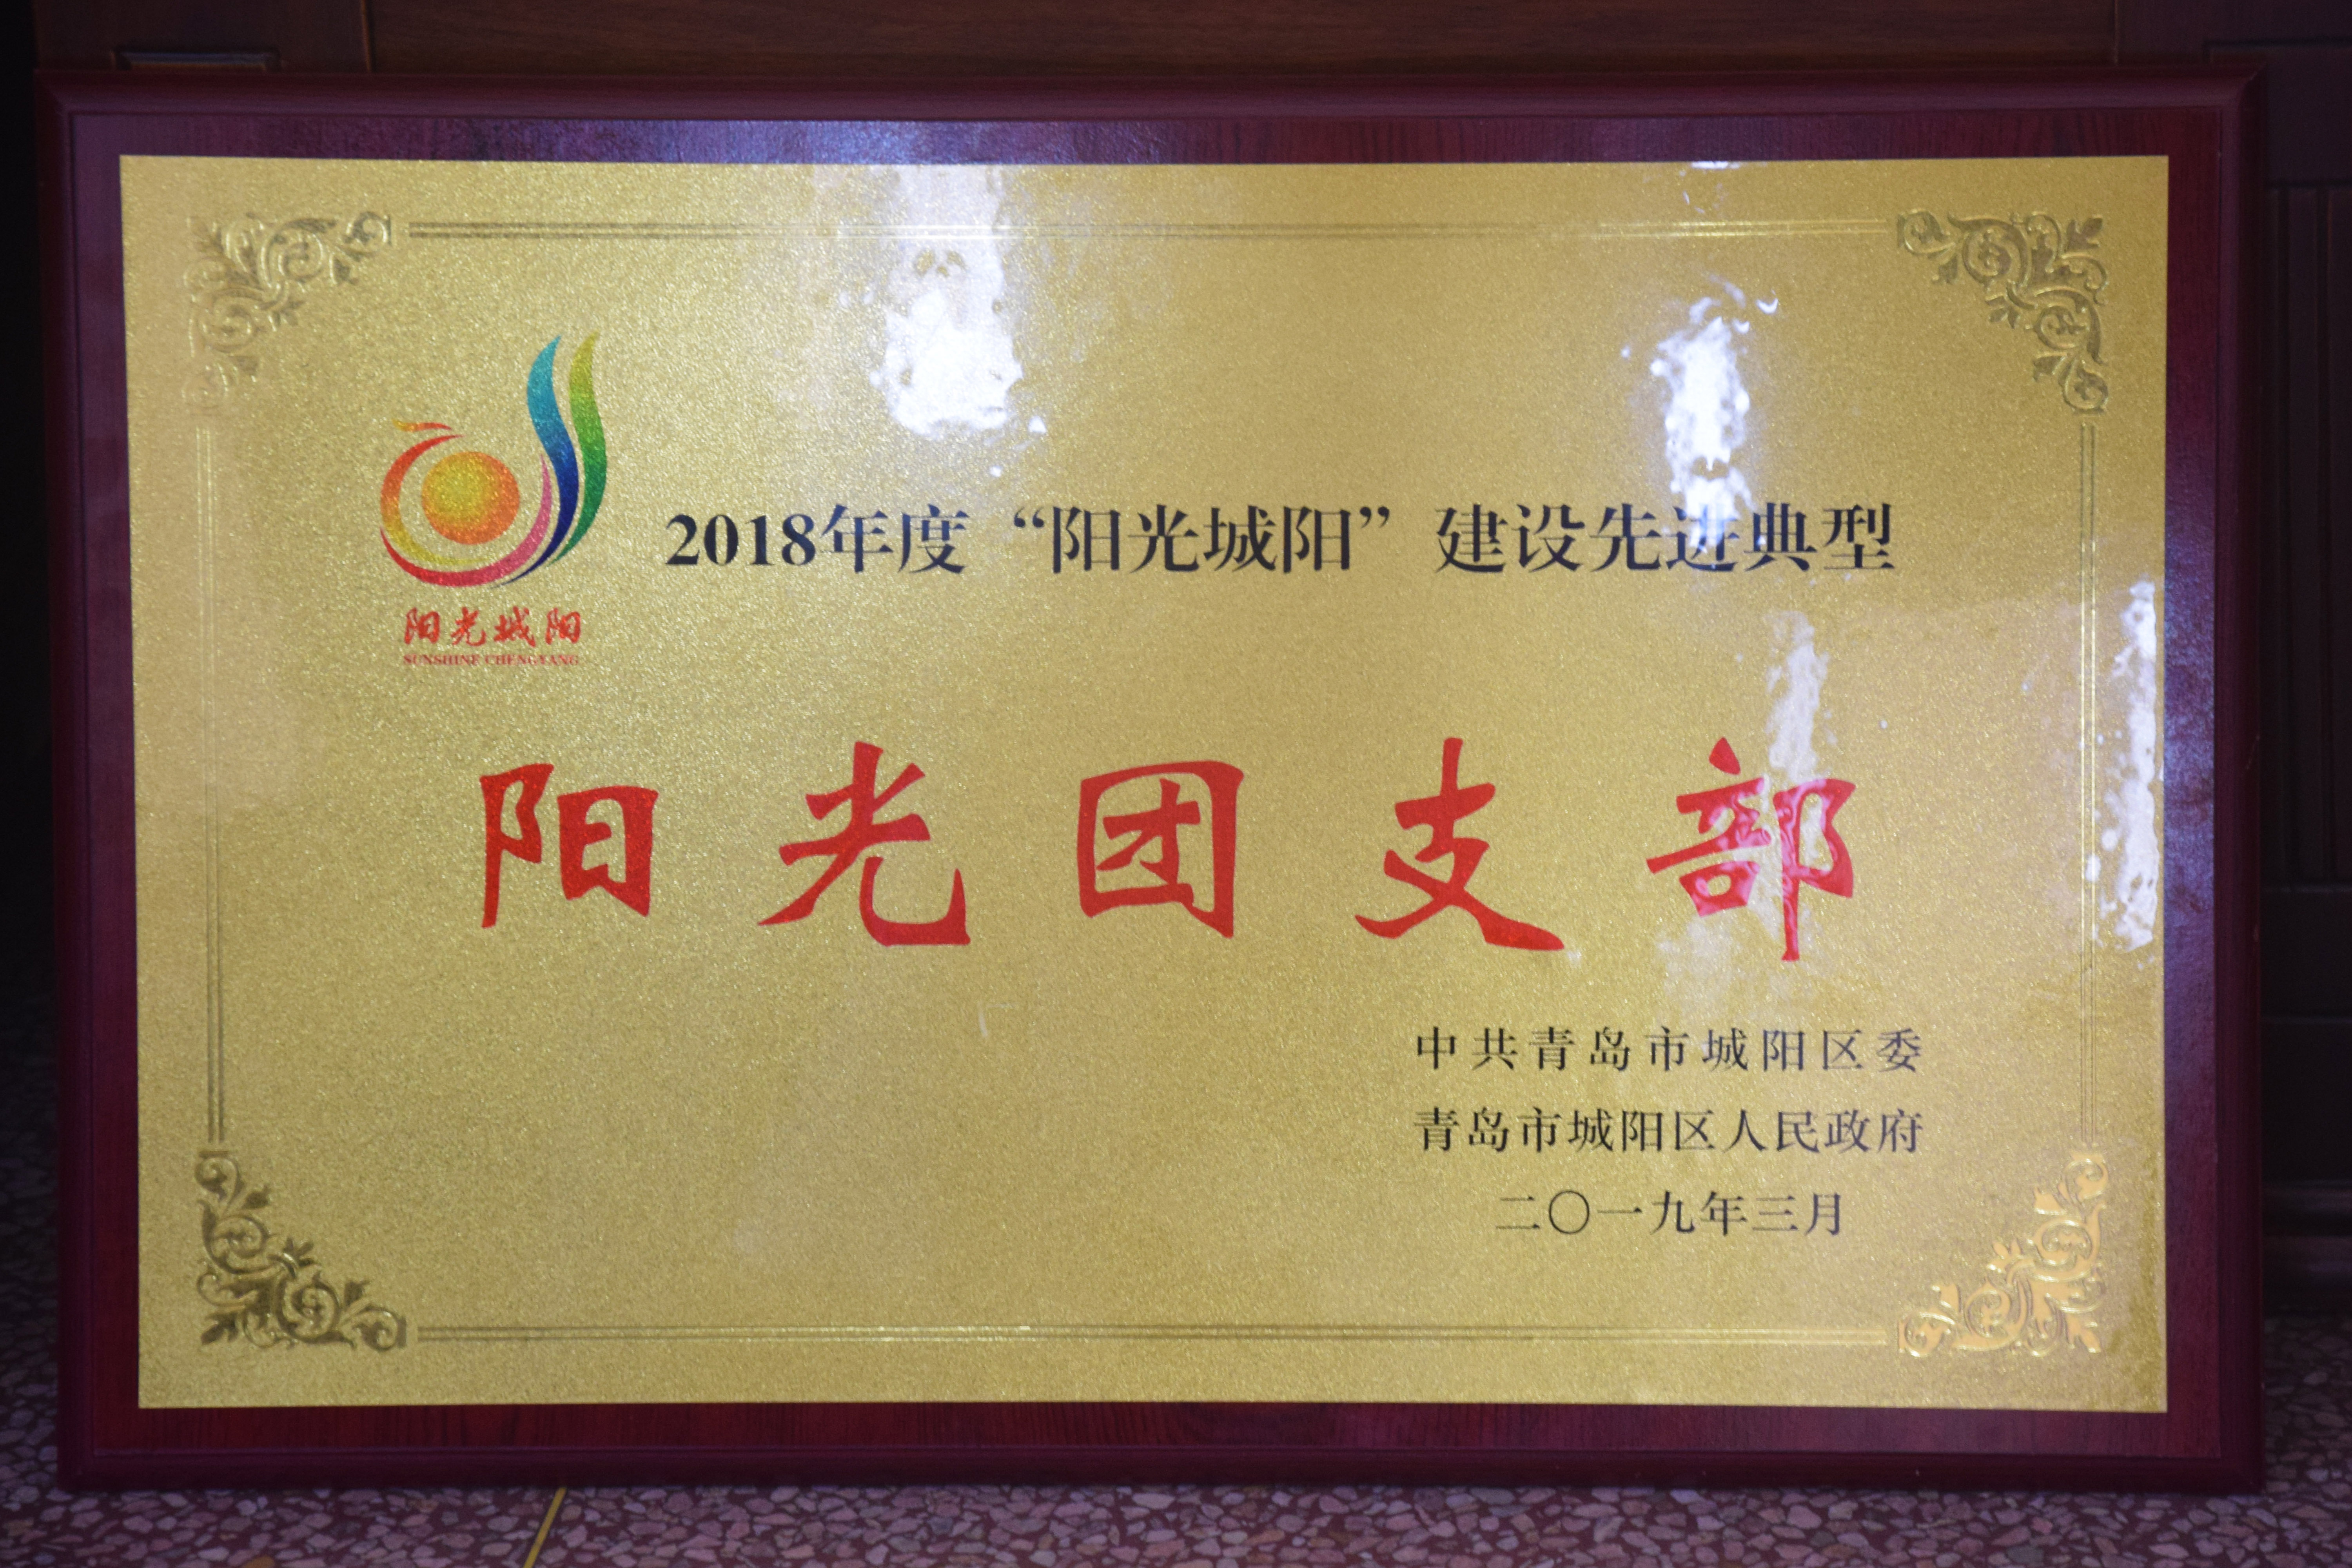 2018年度“阳光城阳”建设先进典型
阳光城阳
SUNSHINE CHENGYANG
阳光团支部
中共青岛市城阳区委
青岛市城阳区人民政府
二〇一九年三月